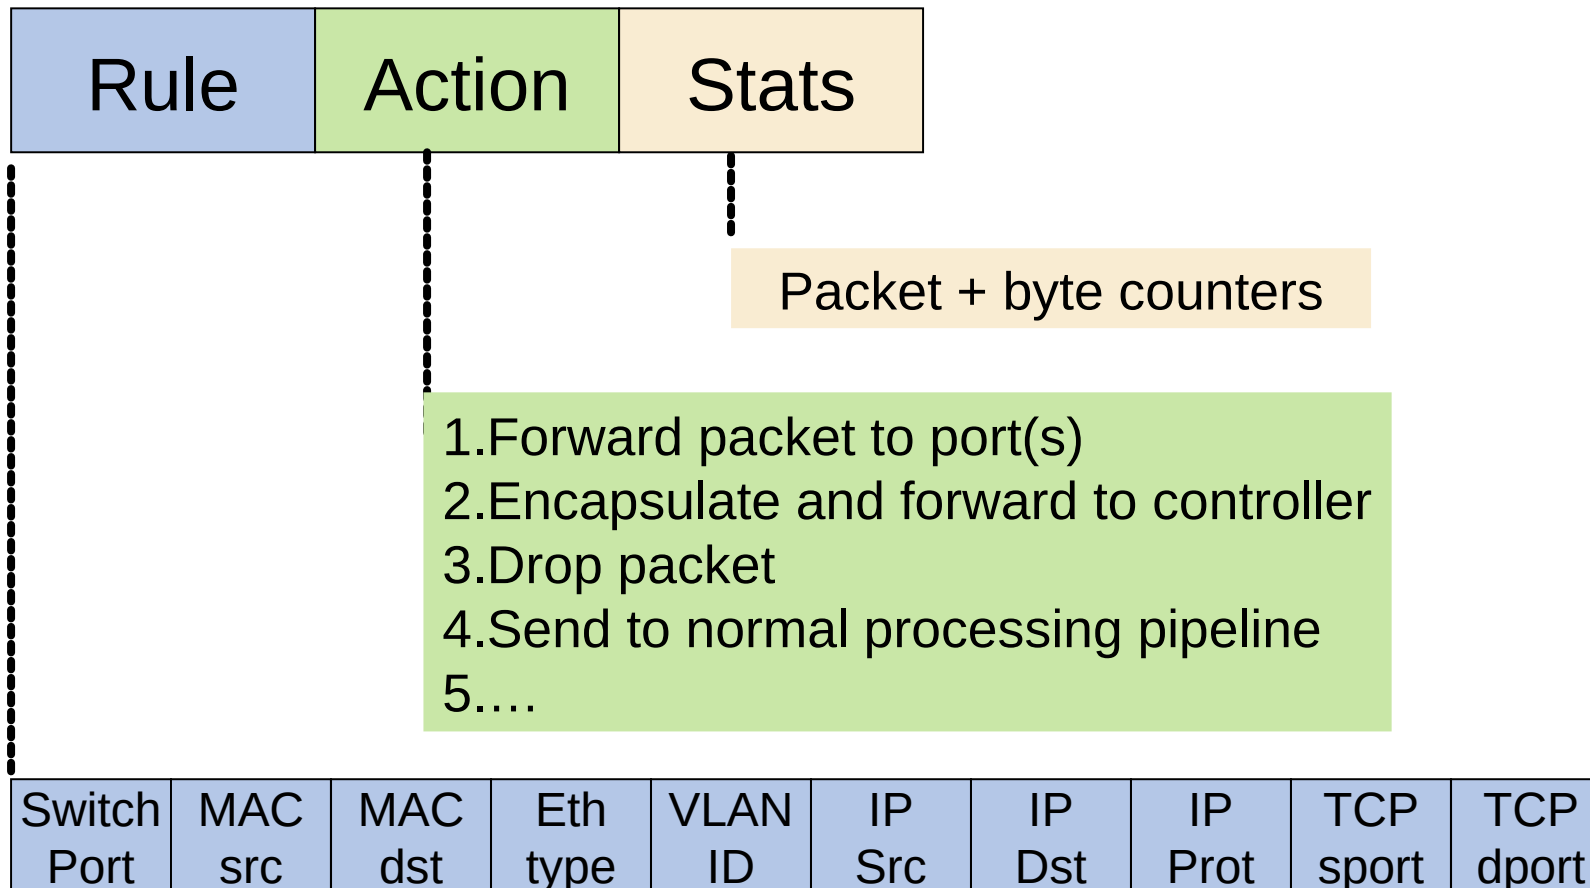 Rule Action Stats
Packet + byte counters
1.Forward packet to port(s)
2.Encapsulate and forward to controller
3.Drop packet
4.Send to normal processing pipeline
5.…
Switch Port
MAC src
MAC dst
Eth type
VLAN ID
IP Src
IP Dst
IP Prot
TCP sport
TCP dport